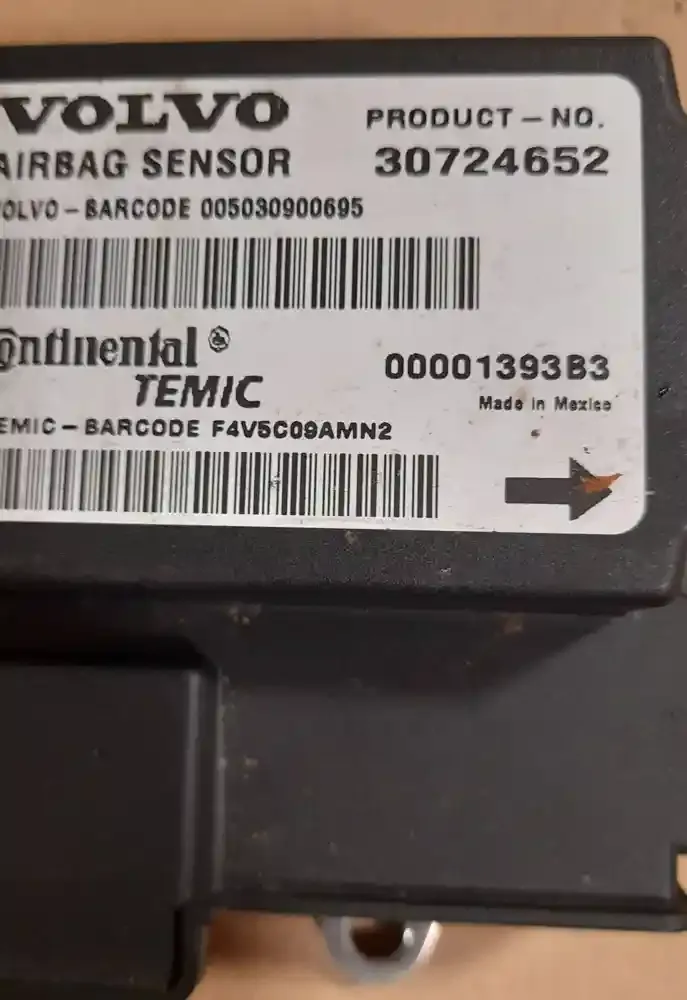 VOLVO
PRODUCT – NO.
AIRBAG SENSOR
30724652
VOLVO – BARCODE 005030900695
Continental
TEMIC
00001393B3
Made in Mexico
TEMIC – BARCODE F4V5C09AMN2